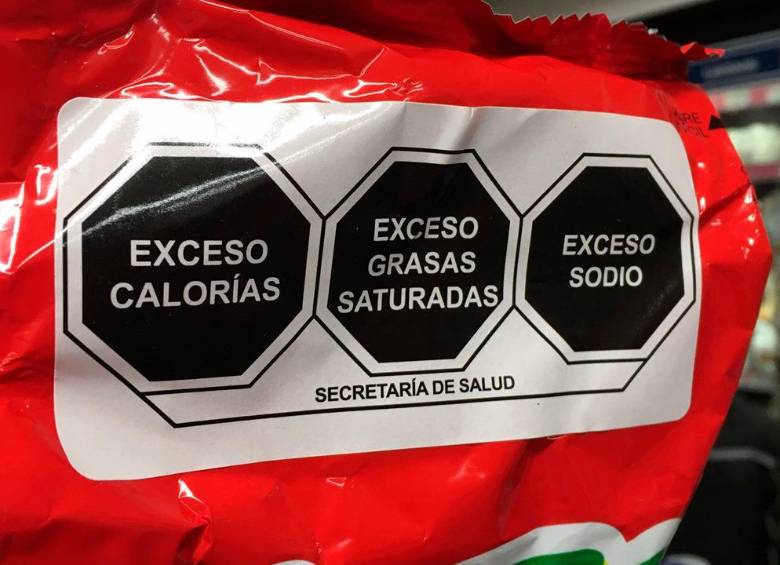 EXCESO
CALORÍAS
EXCESO
GRASAS
SATURADAS
EXCESO
SODIO
SECRETARÍA DE SALUD